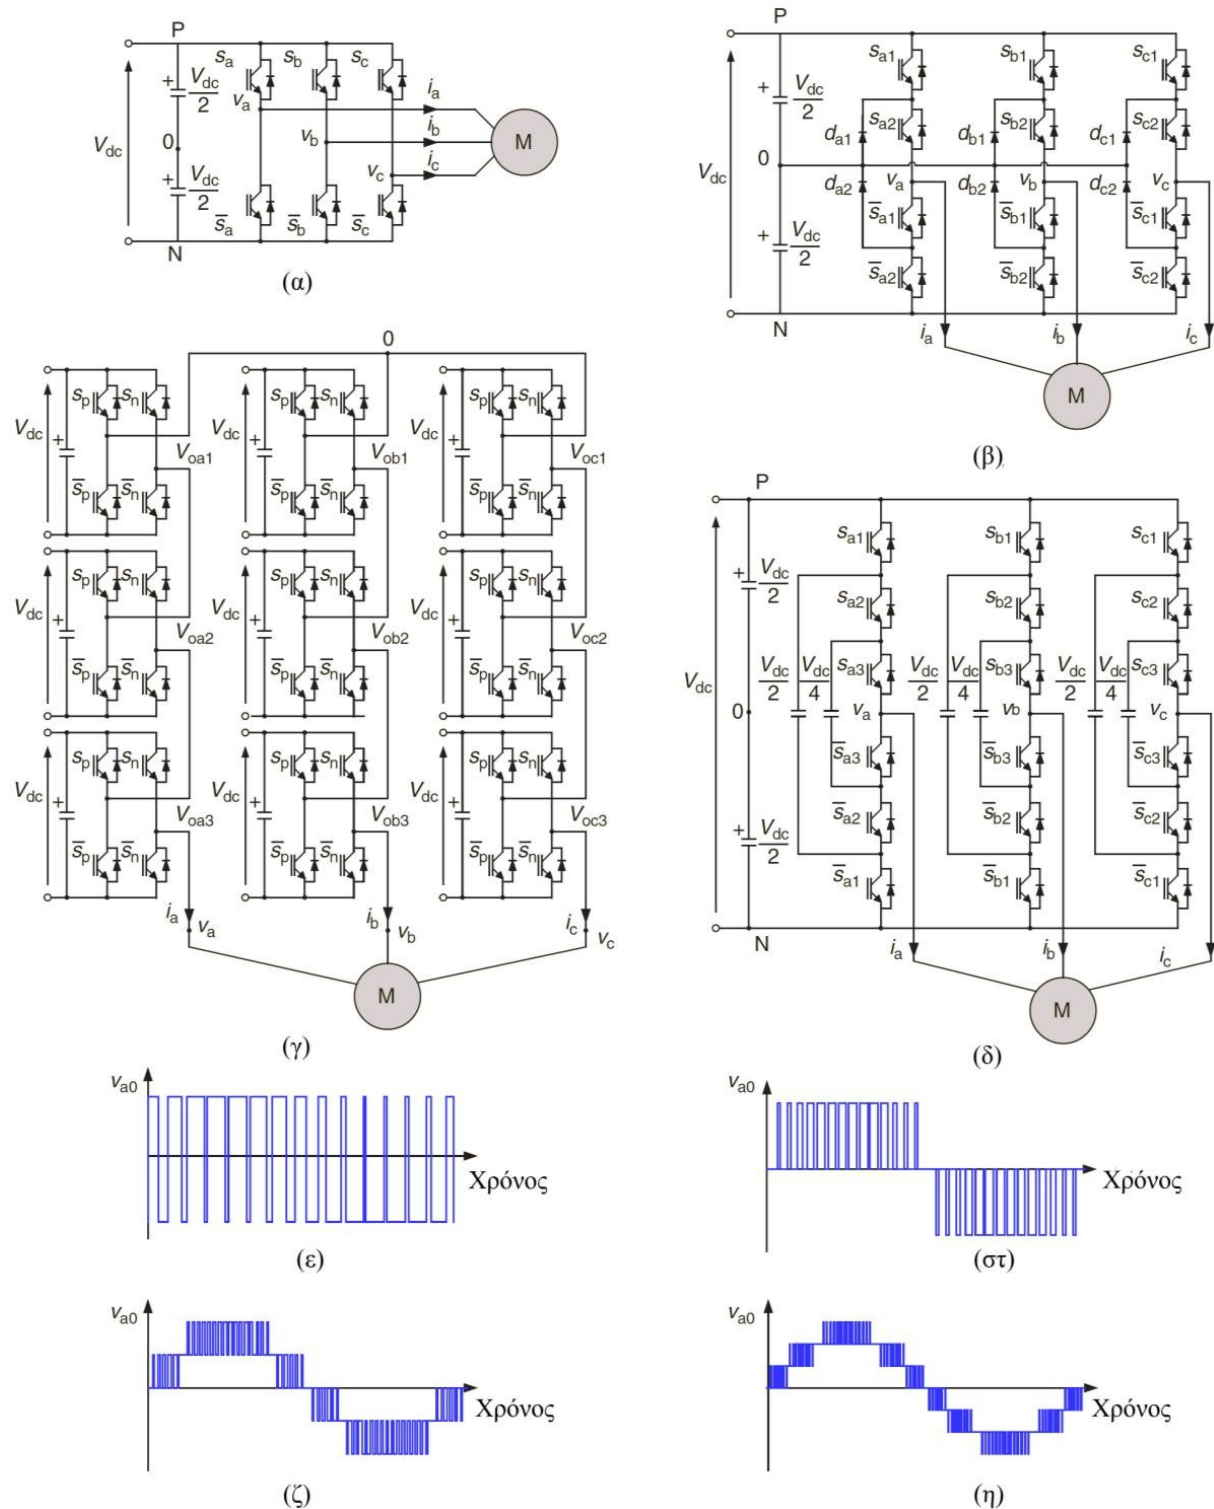 P
s_a s_b s_c
+ V_dc/2
v_a i_a
V_dc 0 v_b i_b M
+ V_dc/2
v_c i_c
s̅_a s̅_b s̅_c
N
(α)
P
s_a1 s_b1 s_c1
+ V_dc/2
d_a1 s_a2 d_b1 s_b2 d_c1 s_c2
V_dc 0
d_a2 v_a d_b2 v_b d_c2 v_c
s̅_a1 s̅_b1 s̅_c1
+ V_dc/2
s̅_a2 s̅_b2 s̅_c2
N
i_a i_b i_c
M
(β)
0
s_p s_n s_p s_n s_p s_n
V_dc + V_dc + V_dc +
V_oa1 V_ob1 V_oc1
s̅_p s̅_n s̅_p s̅_n s̅_p s̅_n
s_p s_n s_p s_n s_p s_n
V_dc + V_dc + V_dc +
V_oa2 V_ob2 V_oc2
s̅_p s̅_n s̅_p s̅_n s̅_p s̅_n
s_p s_n s_p s_n s_p s_n
V_dc + V_dc + V_dc +
V_oa3 V_ob3 V_oc3
s̅_p s̅_n s̅_p s̅_n s̅_p s̅_n
i_a v_a i_b v_b i_c v_c
M
(γ)
P
s_a1 s_b1 s_c1
+ V_dc/2
s_a2 s_b2 s_c2
V_dc V_dc/2 V_dc/4 s_a3 V_dc/2 V_dc/4 s_b3 V_dc/2 V_dc/4 s_c3
0 v_a v_b v_c
s̅_a3 s̅_b3 s̅_c3
+ V_dc/2
s̅_a2 s̅_b2 s̅_c2
s̅_a1 s̅_b1 s̅_c1
N
i_a i_b i_c
M
(δ)
v_a0
Χρόνος
(ε)
v_a0
Χρόνος
(στ)
v_a0
Χρόνος
(ζ)
v_a0
Χρόνος
(η)